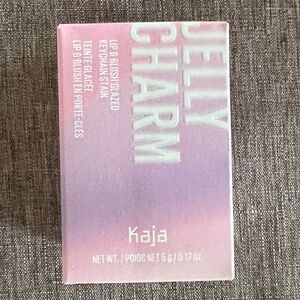 JELLY
CHARM
LIP & BLUSH GLAZED
KEYCHAIN STAIN
TEINTE GLACÉE
LIP & BLUSH EN PORTE-CLÉS
Kaja
NET WT. / POIDS NET 5 g / 0.17 oz.